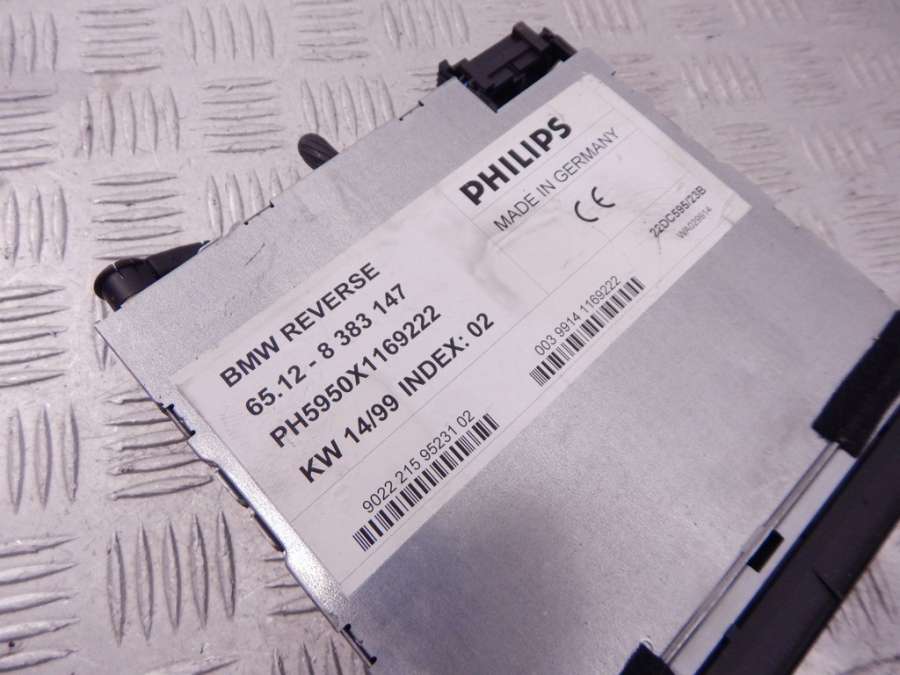 PHILIPS
MADE IN GERMANY
CE
22DC595/23B
WA029914
BMW REVERSE
65.12 - 8 383 147
PH5950X1169222
KW 14/99 INDEX: 02
003 9914 1169222
9022 215 95231 02